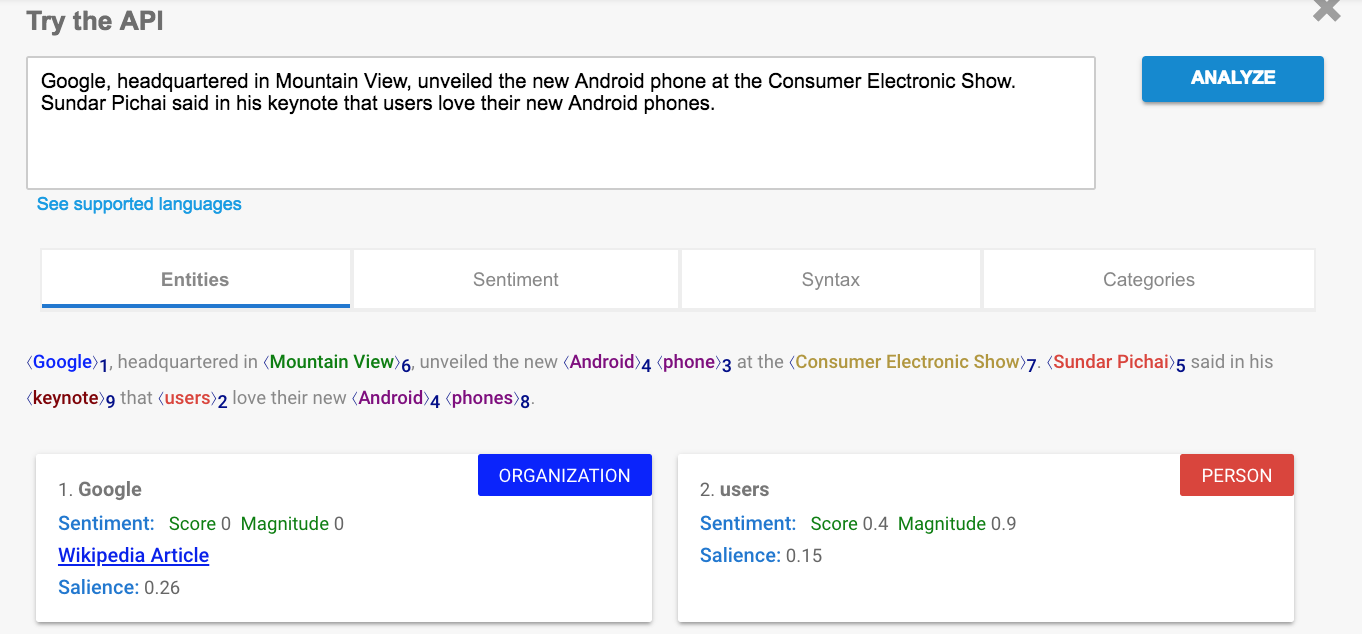 Try the API
Google, headquartered in Mountain View, unveiled the new Android phone at the Consumer Electronic Show.
Sundar Pichai said in his keynote that users love their new Android phones.
ANALYZE
See supported languages
Entities
Sentiment
Syntax
Categories
⟨Google⟩1, headquartered in ⟨Mountain View⟩6, unveiled the new ⟨Android⟩4 ⟨phone⟩3 at the ⟨Consumer Electronic Show⟩7. ⟨Sundar Pichai⟩5 said in his
⟨keynote⟩9 that ⟨users⟩2 love their new ⟨Android⟩4 ⟨phones⟩8.
1. Google
ORGANIZATION
Sentiment: Score 0 Magnitude 0
Wikipedia Article
Salience: 0.26
2. users
PERSON
Sentiment: Score 0.4 Magnitude 0.9
Salience: 0.15